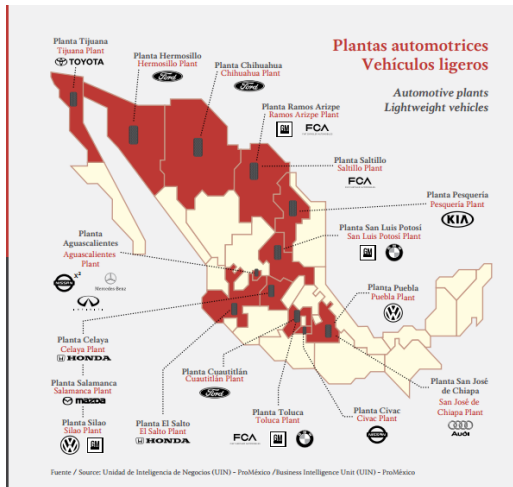 Plantas automotrices
Vehículos ligeros
Automotive plants
Lightweight vehicles
Planta Tijuana
Tijuana Plant
TOYOTA
Planta Hermosillo
Hermosillo Plant
Ford
Planta Chihuahua
Chihuahua Plant
Ford
Planta Ramos Arizpe
Ramos Arizpe Plant
GM
FCA
Planta Saltillo
Saltillo Plant
FCA
Planta Pesquería
Pesquería Plant
KIA
Planta San Luis Potosí
San Luis Potosí Plant
GM
BMW
Planta
Aguascalientes
Aguascalientes
Plant
NISSAN
x²
Mercedes-Benz
INFINITI
Planta Puebla
Puebla Plant
Planta Celaya
Celaya Plant
HONDA
Planta Salamanca
Salamanca Plant
mazda
Planta Silao
Silao Plant
GM
Planta El Salto
El Salto Plant
HONDA
Planta Cuautitlán
Cuautitlán Plant
Ford
Planta Toluca
Toluca Plant
FCA
GM
BMW
Planta Civac
Civac Plant
NISSAN
Planta San José
de Chiapa
San José de
Chiapa Plant
Audi
Fuente / Source: Unidad de Inteligencia de Negocios (UIN) - ProMéxico /Business Intelligence Unit (UIN) - ProMéxico